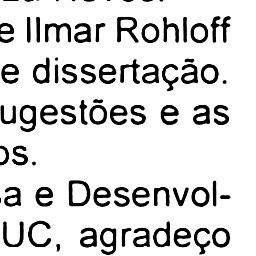 e Ilmar Rohloff
e dissertação.
ugestões e as
os.
sa e Desenvol-
UC, agradeço